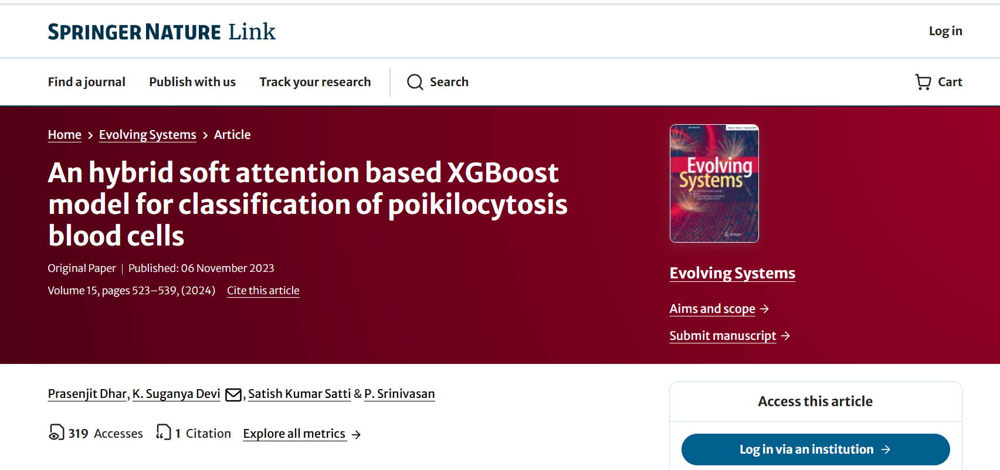 SPRINGER NATURE Link
Log in
Find a journal
Publish with us
Track your research
Search
Cart
Home > Evolving Systems > Article
An hybrid soft attention based XGBoost
model for classification of poikilocytosis
blood cells
Original Paper | Published: 06 November 2023
Volume 15, pages 523–539, (2024) Cite this article
Evolving
Systems
Springer
Evolving Systems
Aims and scope →
Submit manuscript →
Prasenjit Dhar, K. Suganya Devi, Satish Kumar Satti & P. Srinivasan
319 Accesses
1 Citation
Explore all metrics →
Access this article
Log in via an institution →